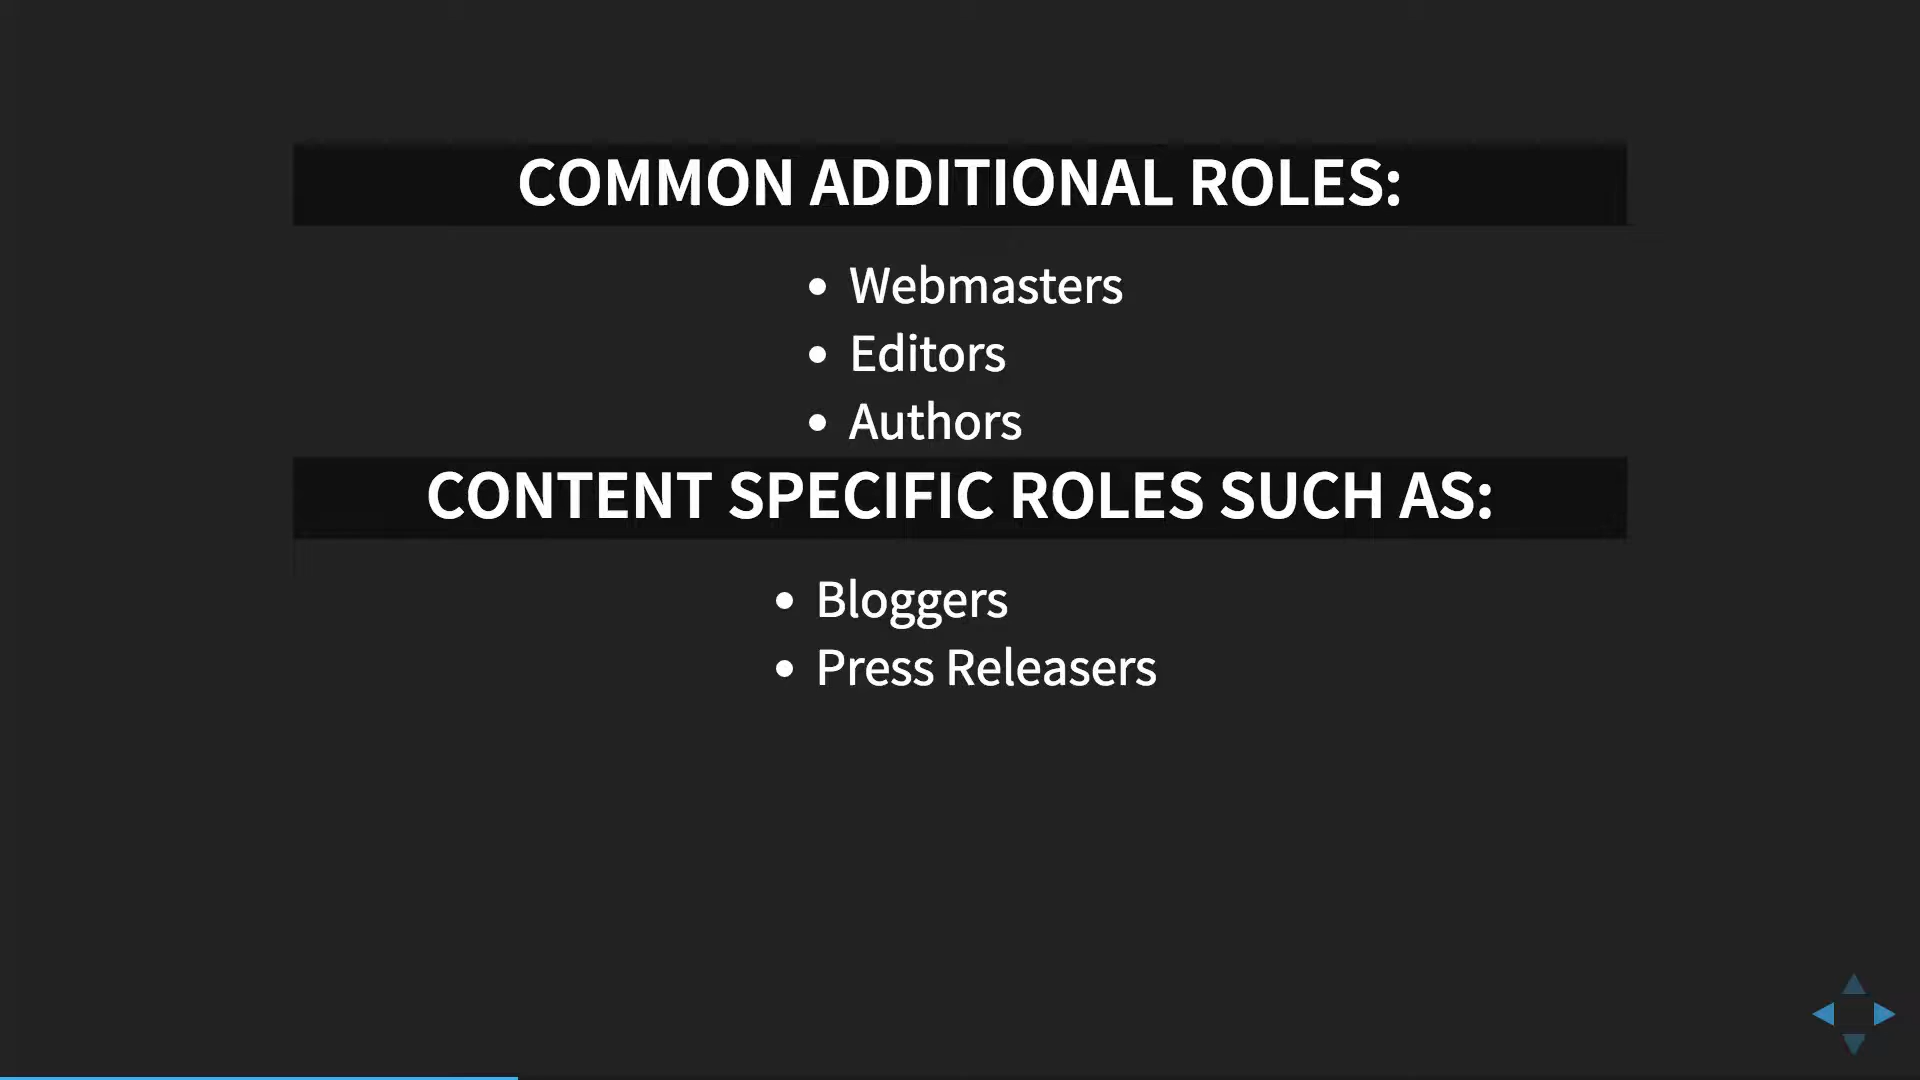 COMMON ADDITIONAL ROLES:
• Webmasters
• Editors
• Authors
CONTENT SPECIFIC ROLES SUCH AS:
• Bloggers
• Press Releasers